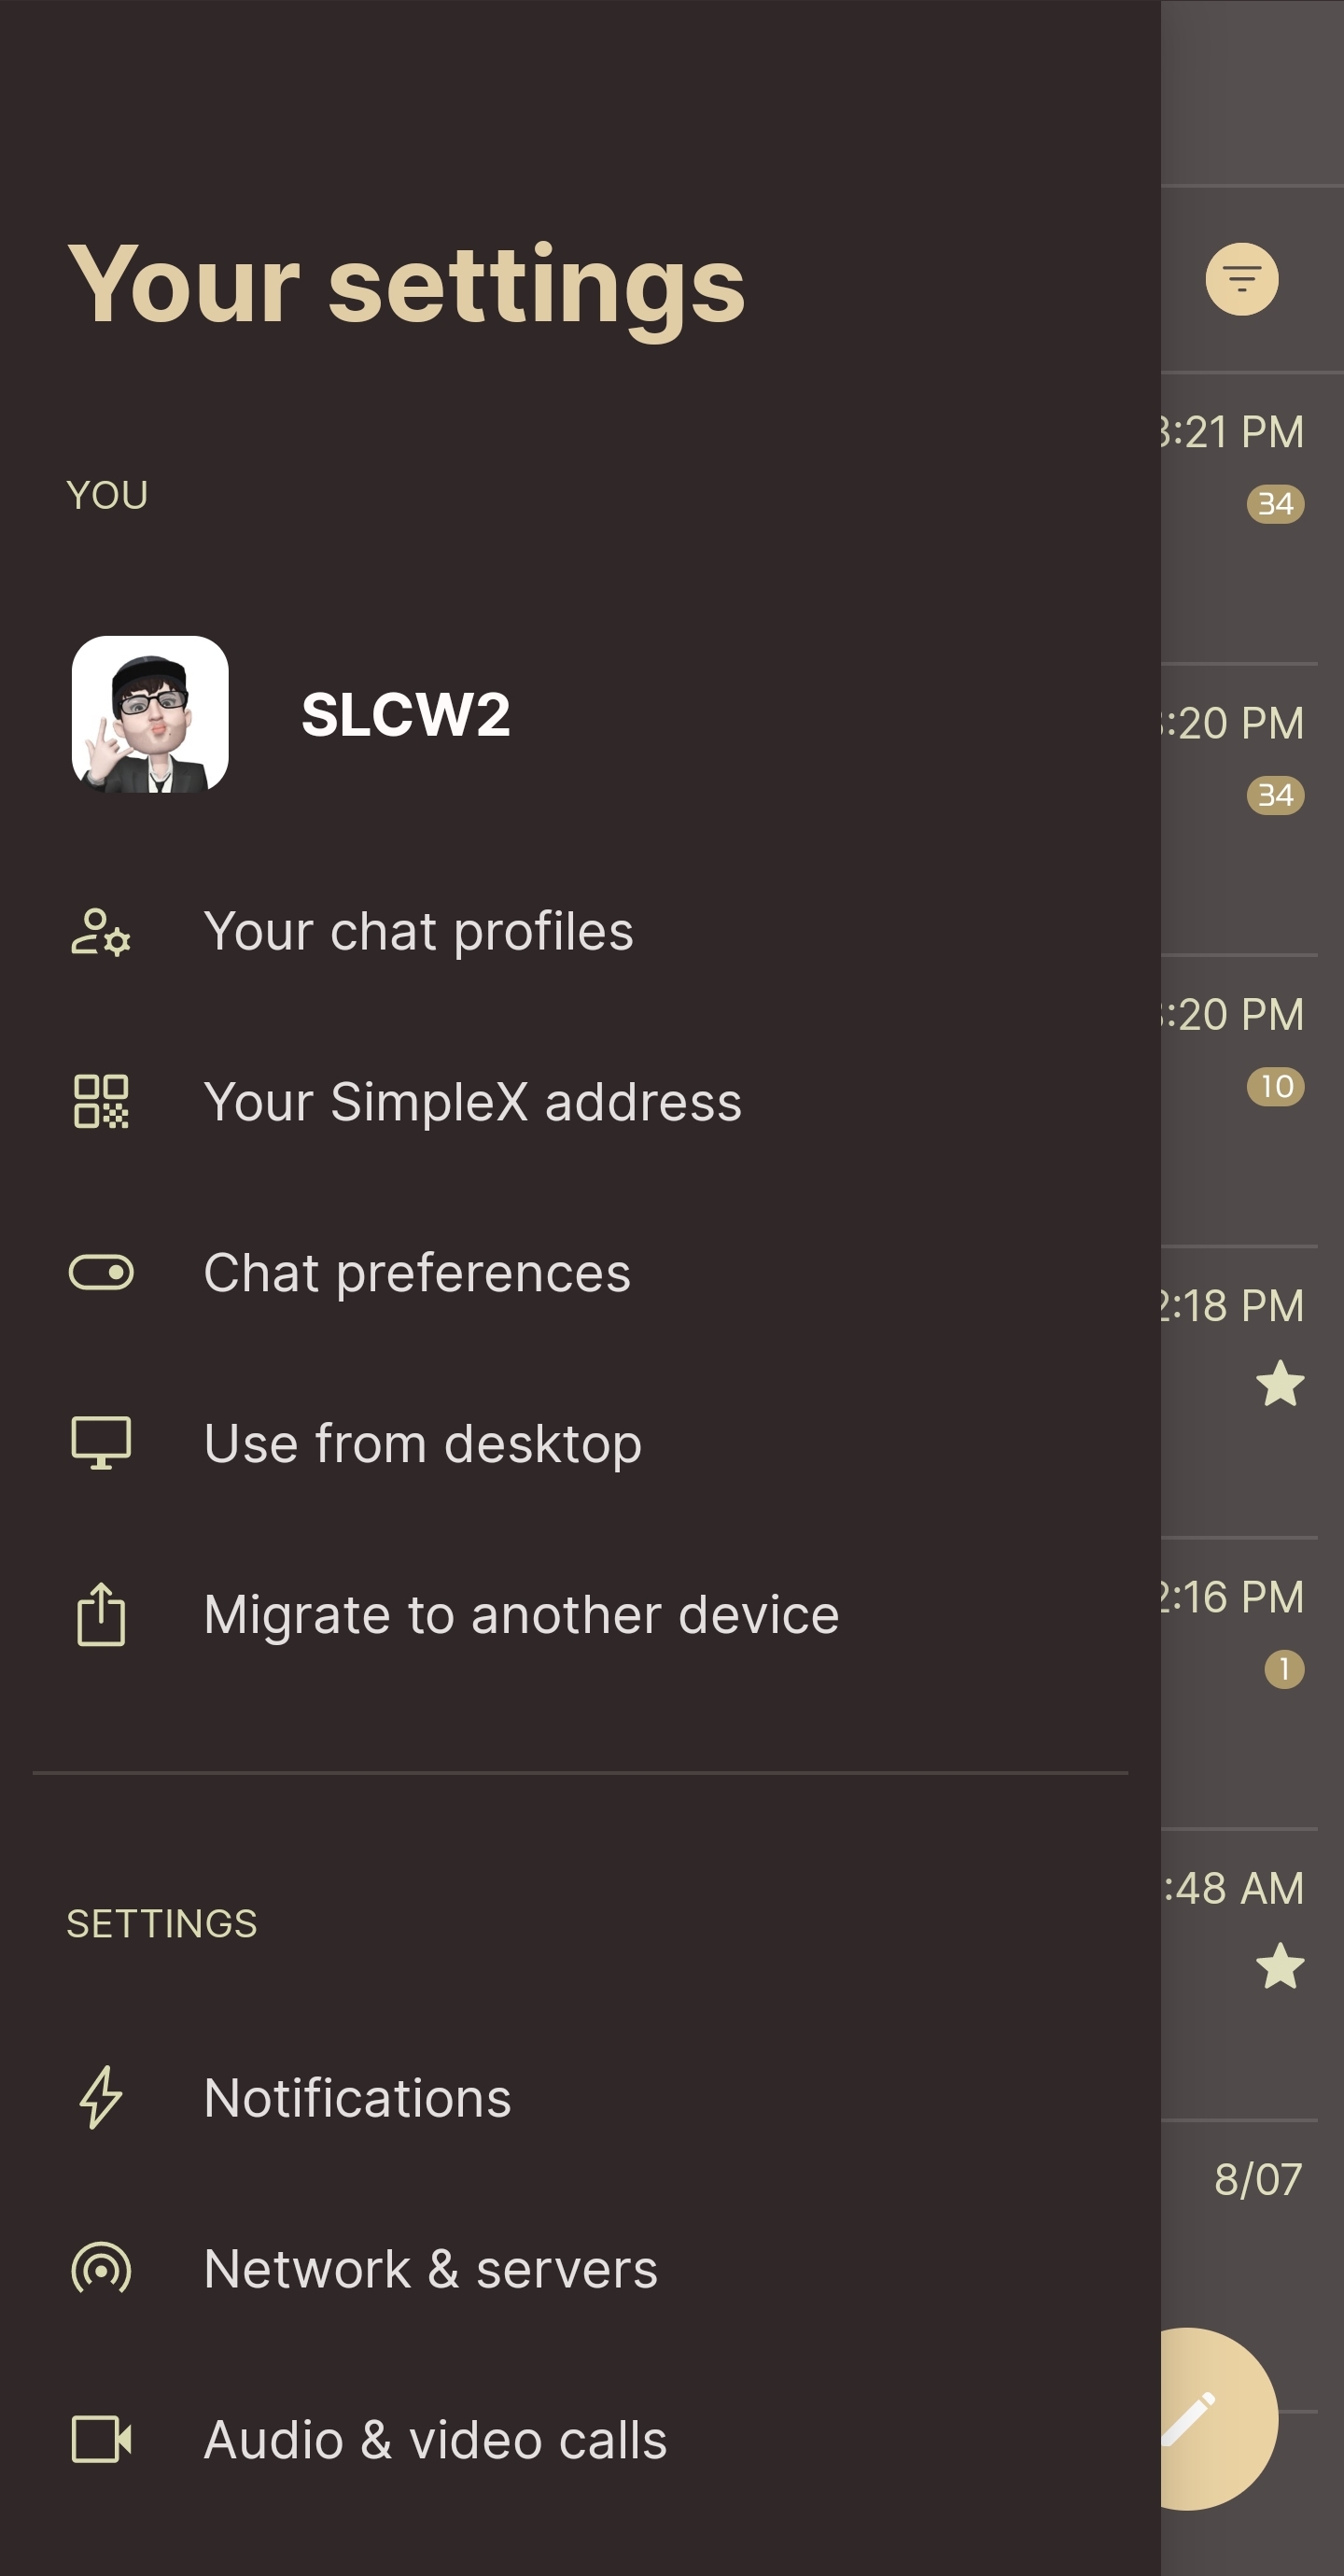 Your settings
YOU
SLCW2
Your chat profiles
Your SimpleX address
Chat preferences
Use from desktop
Migrate to another device
SETTINGS
Notifications
Network & servers
Audio & video calls
:21 PM
34
:20 PM
34
:20 PM
10
:18 PM
:16 PM
1
:48 AM
8/07